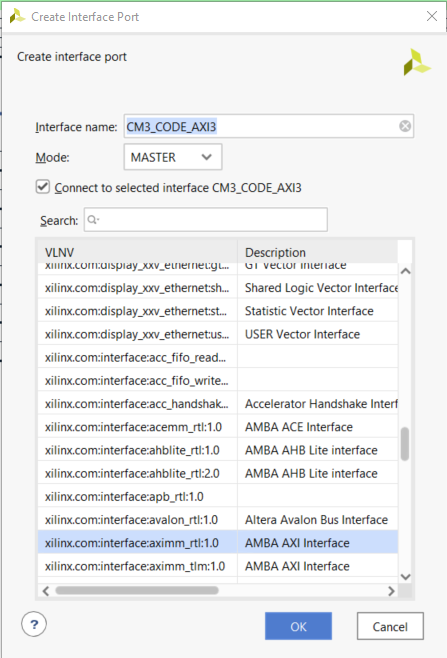 Create Interface Port
Create interface port
Interface name: CM3_CODE_AXI3
Mode: MASTER
Connect to selected interface CM3_CODE_AXI3
Search: Q-
VLNV Description
xilinx.com:display_xxv_ethernet:gt... GT Vector Interface
xilinx.com:display_xxv_ethernet:sh... Shared Logic Vector Interface
xilinx.com:display_xxv_ethernet:st... Statistic Vector Interface
xilinx.com:display_xxv_ethernet:us... USER Vector Interface
xilinx.com:interface:acc_fifo_read...
xilinx.com:interface:acc_fifo_write...
xilinx.com:interface:acc_handshak... Accelerator Handshake Interf
xilinx.com:interface:acemm_rtl:1.0 AMBA ACE Interface
xilinx.com:interface:ahblite_rtl:1.0 AMBA AHB Lite interface
xilinx.com:interface:ahblite_rtl:2.0 AMBA AHB Lite interface
xilinx.com:interface:apb_rtl:1.0
xilinx.com:interface:avalon_rtl:1.0 Altera Avalon Bus Interface
xilinx.com:interface:aximm_rtl:1.0 AMBA AXI Interface
xilinx.com:interface:aximm_tlm:1.0 AMBA AXI Interface
? OK Cancel